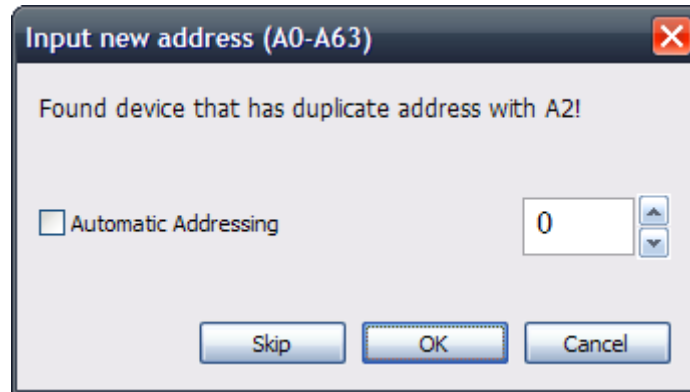 Input new address (A0-A63)
Found device that has duplicate address with A2!
Automatic Addressing
0
Skip
OK
Cancel